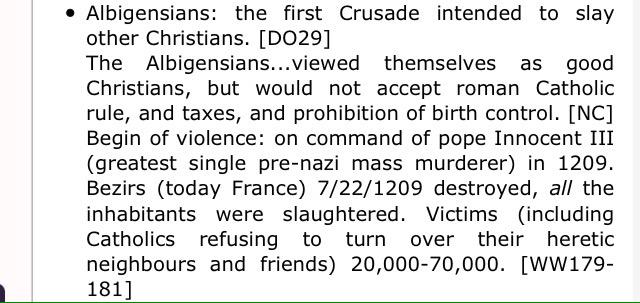 • Albigensians: the first Crusade intended to slay
other Christians. [DO29]
The Albigensians...viewed themselves as good
Christians, but would not accept roman Catholic
rule, and taxes, and prohibition of birth control. [NC]
Begin of violence: on command of pope Innocent III
(greatest single pre-nazi mass murderer) in 1209.
Bezirs (today France) 7/22/1209 destroyed, all the
inhabitants were slaughtered. Victims (including
Catholics refusing to turn over their heretic
neighbours and friends) 20,000-70,000. [WW179-
181]